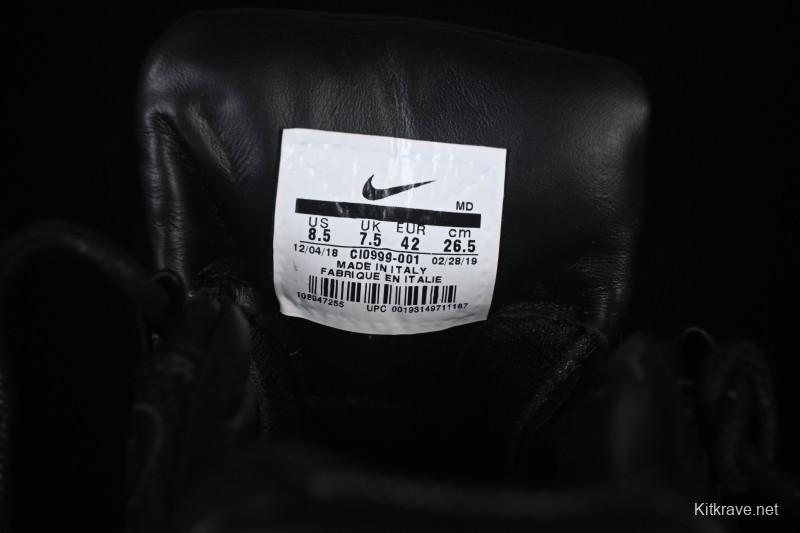 MD
US UK EUR cm
8.5 7.5 42 26.5
12/04/18 CI0999-001 02/28/19
MADE IN ITALY
FABRIQUE EN ITALIE
108947255 UPC 00193149711187
Kitkrave.net